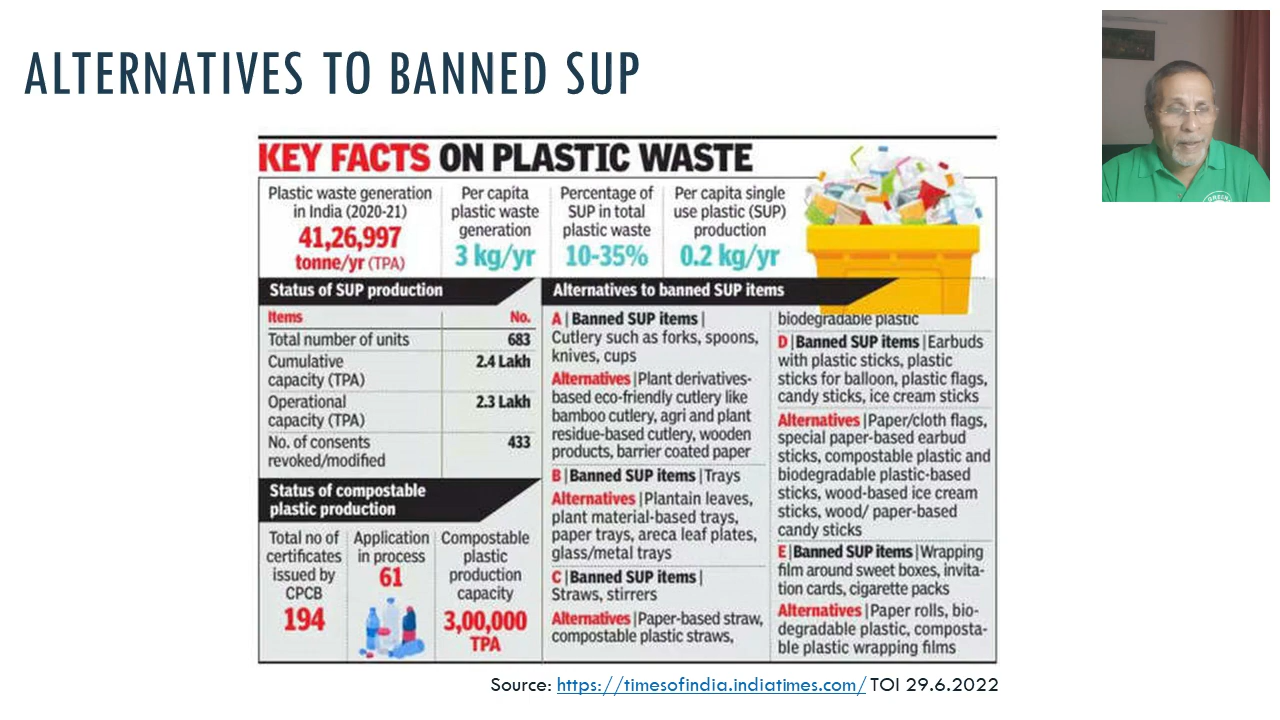 ALTERNATIVES TO BANNED SUP
KEY FACTS ON PLASTIC WASTE
Plastic waste generation
in India (2020-21)
41,26,997
tonne/yr (TPA)
Per capita
plastic waste
generation
3 kg/yr
Percentage of
SUP in total
plastic waste
10-35%
Per capita single
use plastic (SUP)
production
0.2 kg/yr
Status of SUP production
Items No.
Total number of units 683
Cumulative
capacity (TPA) 2.4 Lakh
Operational
capacity (TPA) 2.3 Lakh
No. of consents
revoked/modified 433
Status of compostable
plastic production
Total no of
certificates
issued by
CPCB
194
Application
in process
61
Compostable
plastic
production
capacity
3,00,000
TPA
Alternatives to banned SUP items
A | Banned SUP items |
Cutlery such as forks, spoons,
knives, cups
Alternatives | Plant derivatives-
based eco-friendly cutlery like
bamboo cutlery, agri and plant
residue-based cutlery, wooden
products, barrier coated paper
B | Banned SUP items | Trays
Alternatives | Plantain leaves,
plant material-based trays,
paper trays, areca leaf plates,
glass/metal trays
C | Banned SUP items |
Straws, stirrers
Alternatives | Paper-based straw,
compostable plastic straws,
biodegradable plastic
D | Banned SUP items | Earbuds
with plastic sticks, plastic
sticks for balloon, plastic flags,
candy sticks, ice cream sticks
Alternatives | Paper/cloth flags,
special paper-based earbud
sticks, compostable plastic and
biodegradable plastic-based
sticks, wood-based ice cream
sticks, wood/ paper-based
candy sticks
E | Banned SUP items | Wrapping
film around sweet boxes, invita-
tion cards, cigarette packs
Alternatives | Paper rolls, bio-
degradable plastic, composta-
ble plastic wrapping films
Source: https://timesofindia.indiatimes.com/ TOI 29.6.2022